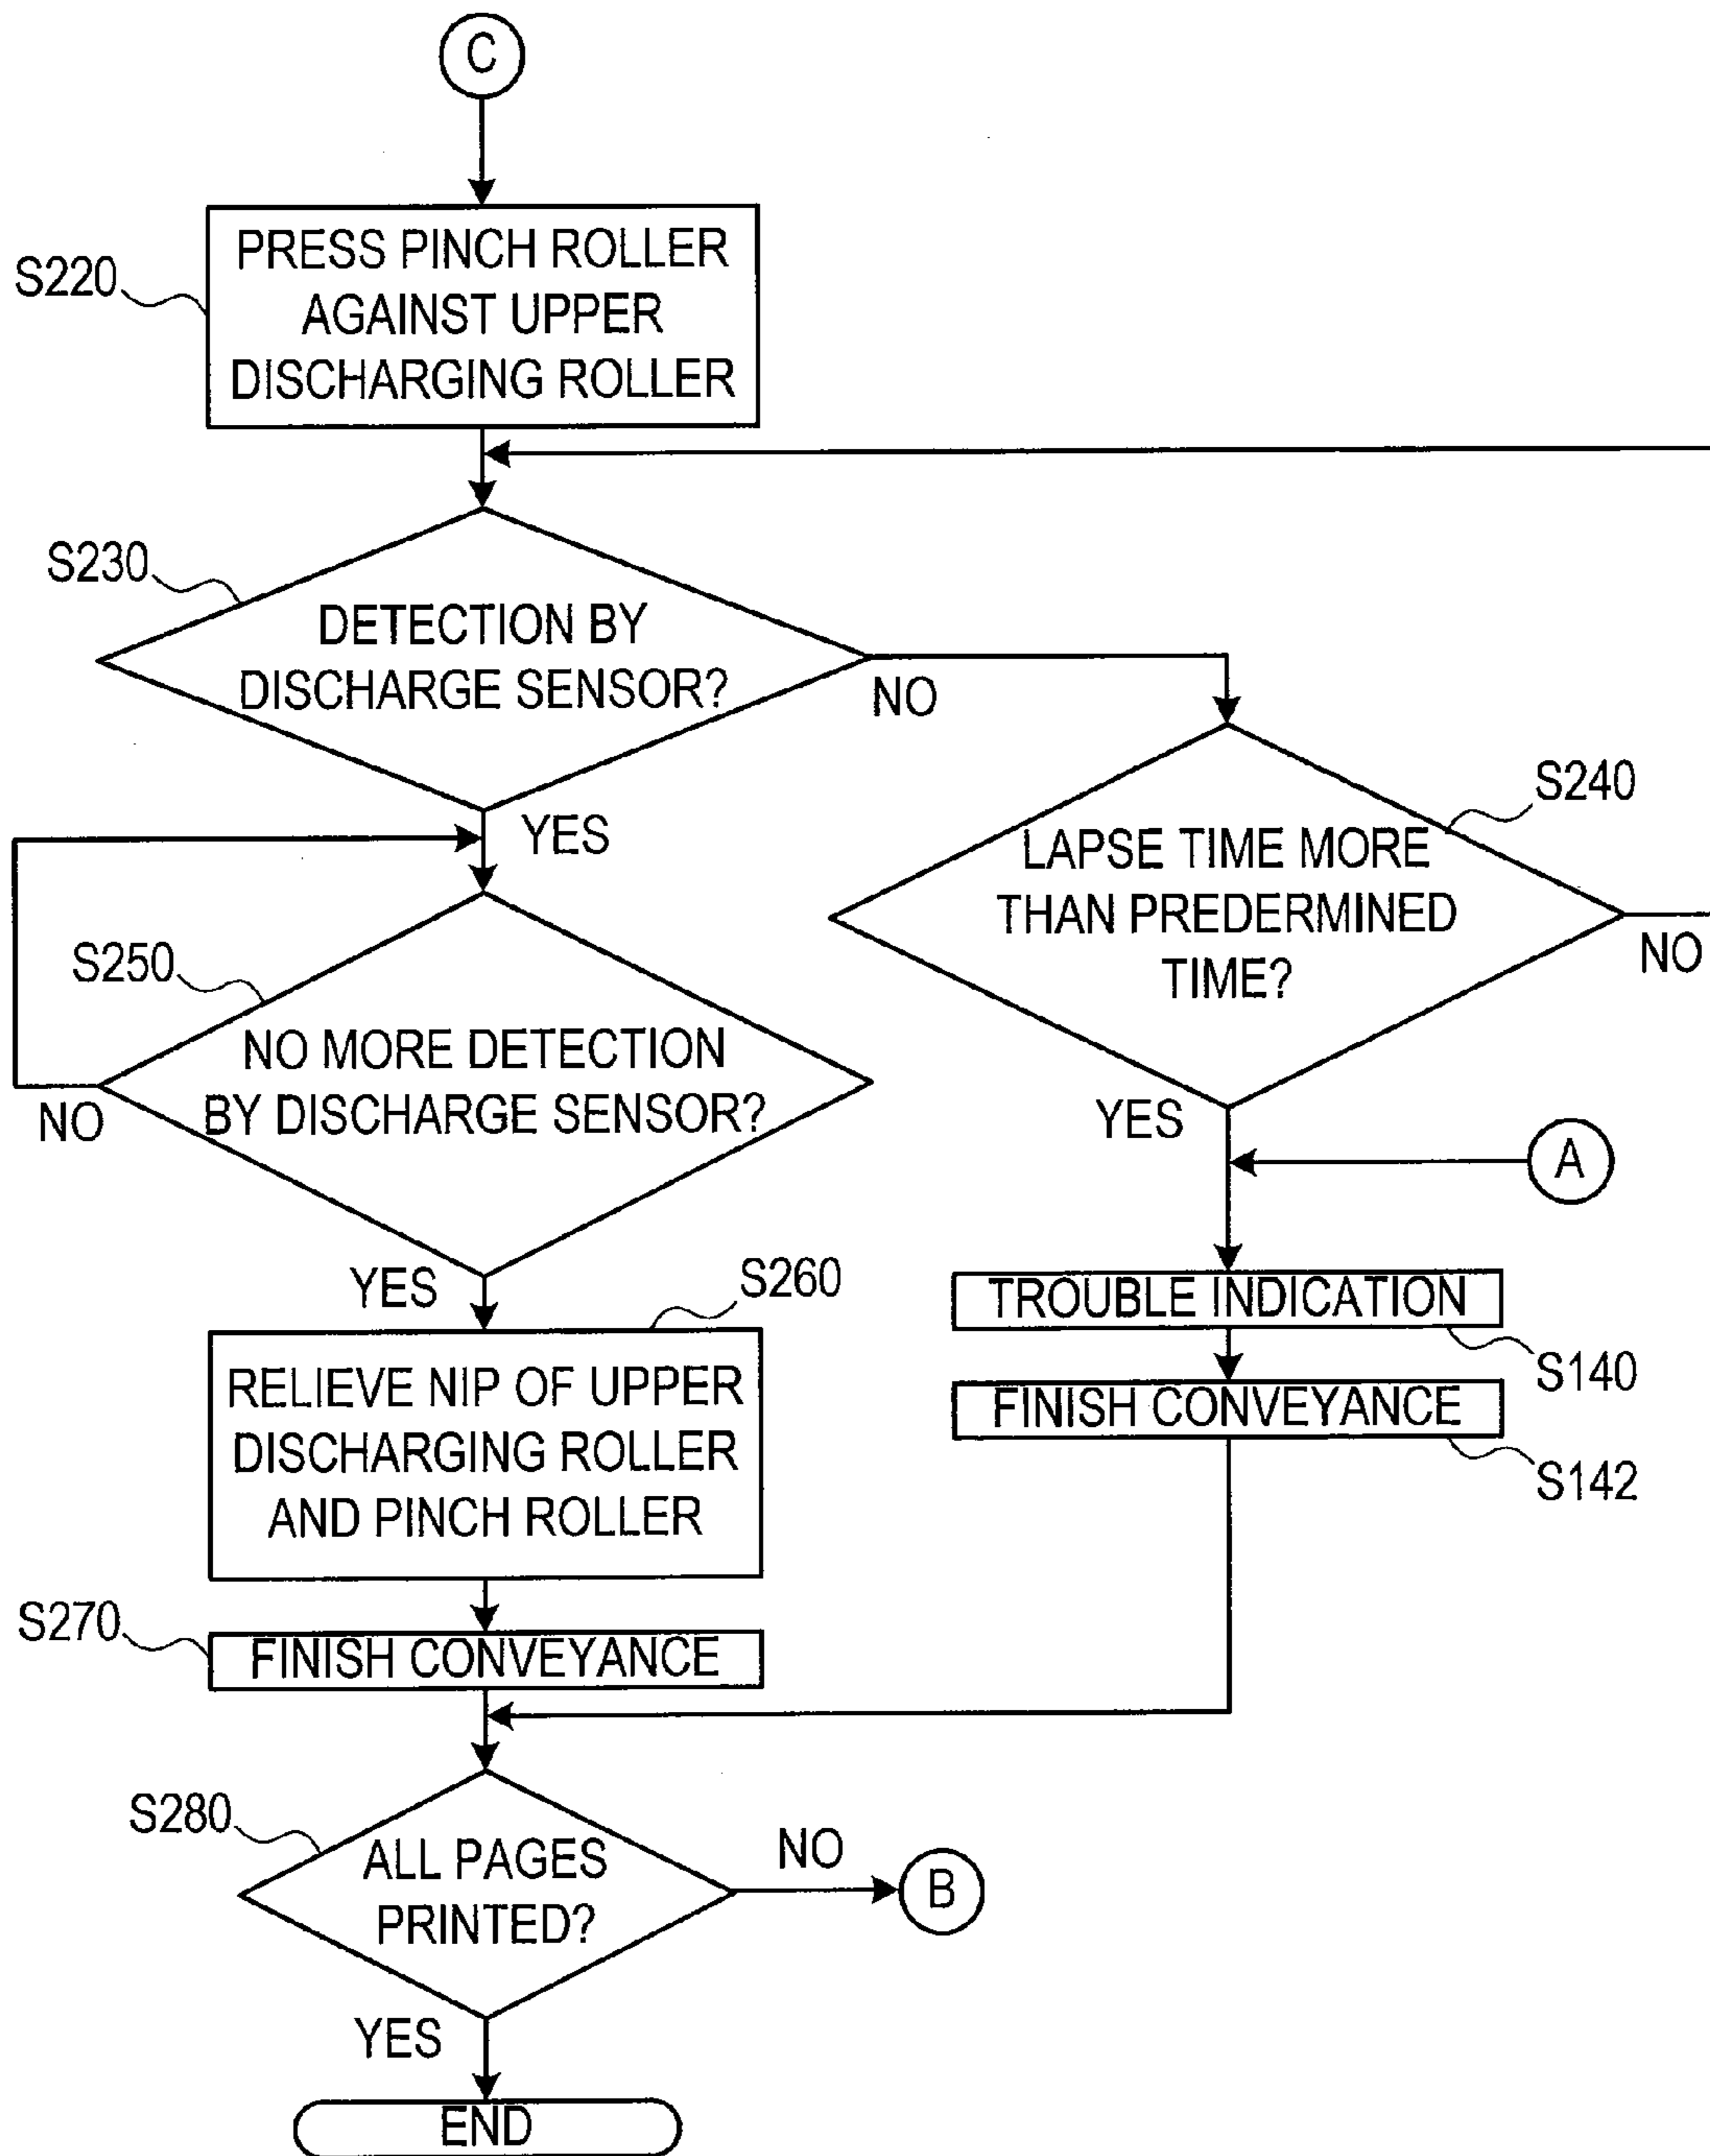 C
S220
PRESS PINCH ROLLER
AGAINST UPPER
DISCHARGING ROLLER
S230
DETECTION BY
DISCHARGE SENSOR?
NO
YES
S240
LAPSE TIME MORE
THAN PREDERMINED
TIME?
NO
YES
S250
NO MORE DETECTION
BY DISCHARGE SENSOR?
NO
YES
A
TROUBLE INDICATION
S140
FINISH CONVEYANCE
S142
S260
RELIEVE NIP OF UPPER
DISCHARGING ROLLER
AND PINCH ROLLER
S270
FINISH CONVEYANCE
S280
ALL PAGES
PRINTED?
NO
B
YES
END